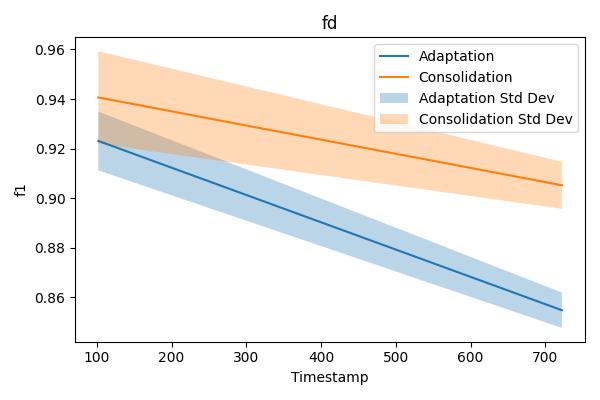 fd
0.96
0.94
0.92
0.90
0.88
0.86
f1
Adaptation
Consolidation
Adaptation Std Dev
Consolidation Std Dev
100 200 300 400 500 600 700
Timestamp